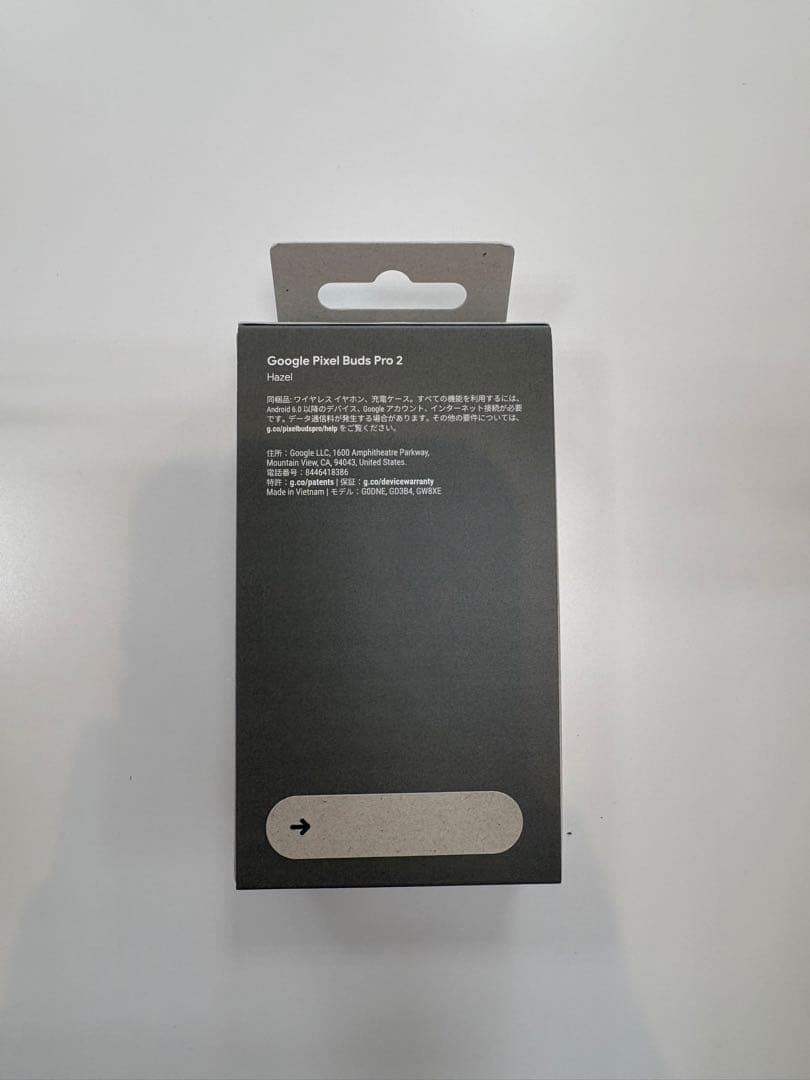 Google Pixel Buds Pro 2
Hazel
同梱品: ワイヤレス イヤホン、充電ケース。すべての機能を利用するには、
Android 6.0 以降のデバイス、Google アカウント、インターネット接続が必要
です。データ通信料が発生する場合があります。その他の要件については、
g.co/pixelbudspro/help をご覧ください。
住所：Google LLC, 1600 Amphitheatre Parkway,
Mountain View, CA, 94043, United States.
電話番号：8446418386
特許：g.co/patents | 保証：g.co/devicewarranty
Made in Vietnam | モデル：G0DNE, GD3B4, GW8XE